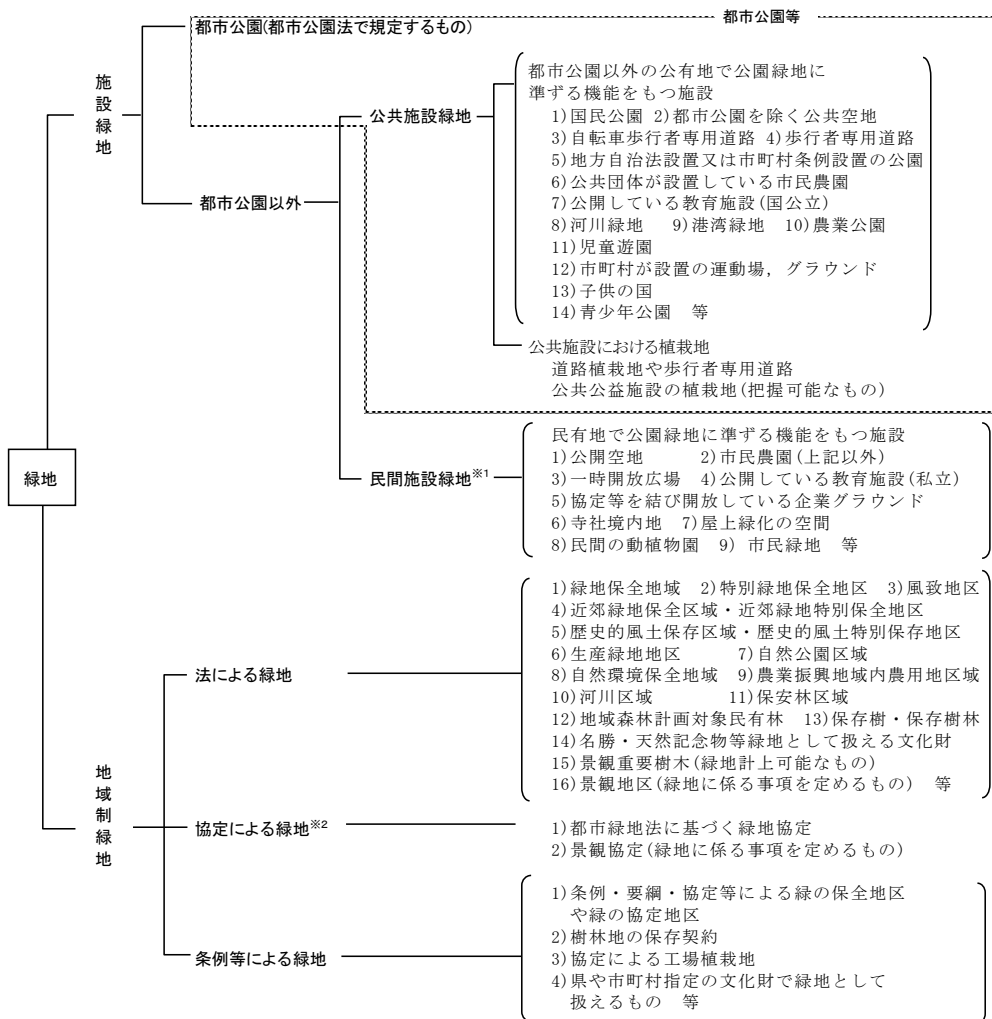 都市公園等
都市公園(都市公園法で規定するもの)
施設緑地
公共施設緑地
都市公園以外の公有地で公園緑地に
準ずる機能をもつ施設
1)国民公園 2)都市公園を除く公共空地
3)自転車歩行者専用道路 4)歩行者専用道路
5)地方自治法設置又は市町村条例設置の公園
6)公共団体が設置している市民農園
7)公開している教育施設(国公立)
8)河川緑地 9)港湾緑地 10)農業公園
11)児童遊園
12)市町村が設置の運動場，グラウンド
13)子供の国
14)青少年公園 等
都市公園以外
公共施設における植栽地
道路植栽地や歩行者専用道路
公共公益施設の植栽地(把握可能なもの)
緑地
民間施設緑地※1
民有地で公園緑地に準ずる機能をもつ施設
1)公開空地 2)市民農園(上記以外)
3)一時開放広場 4)公開している教育施設(私立)
5)協定等を結び開放している企業グラウンド
6)寺社境内地 7)屋上緑化の空間
8)民間の動植物園 9) 市民緑地 等
地域制緑地
法による緑地
1)緑地保全地域 2)特別緑地保全地区 3)風致地区
4)近郊緑地保全区域・近郊緑地特別保全地区
5)歴史的風土保存区域・歴史的風土特別保存地区
6)生産緑地地区 7)自然公園区域
8)自然環境保全地域 9)農業振興地域内農用地区域
10)河川区域 11)保安林区域
12)地域森林計画対象民有林 13)保存樹・保存樹林
14)名勝・天然記念物等緑地として扱える文化財
15)景観重要樹木(緑地計上可能なもの)
16)景観地区(緑地に係る事項を定めるもの) 等
協定による緑地※2
1)都市緑地法に基づく緑地協定
2)景観協定(緑地に係る事項を定めるもの)
条例等による緑地
1)条例・要綱・協定等による緑の保全地区
や緑の協定地区
2)樹林地の保存契約
3)協定による工場植栽地
4)県や市町村指定の文化財で緑地として
扱えるもの 等